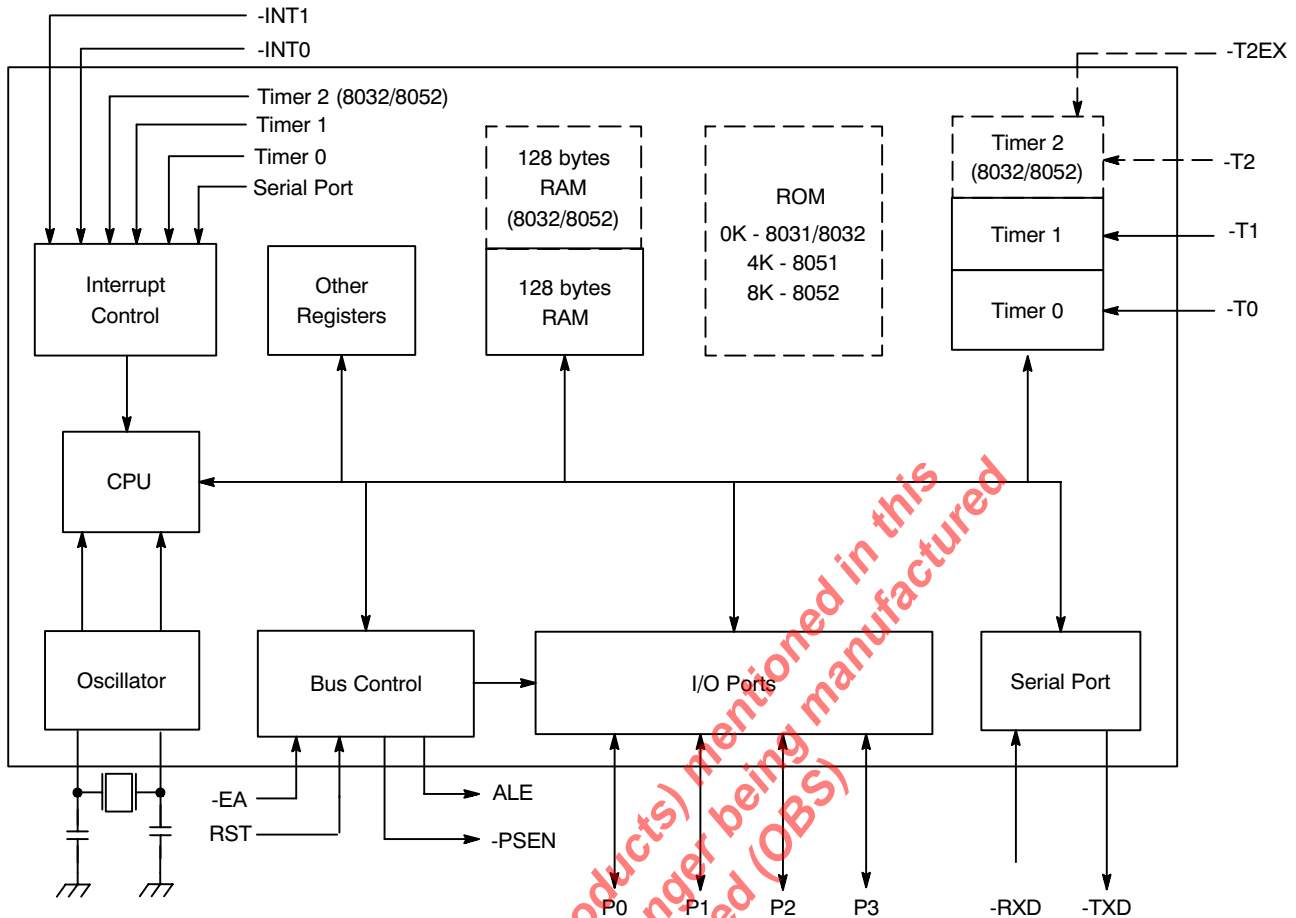 -INT1
-INT0
-T2EX
Timer 2 (8032/8052)
Timer 1
Timer 0
Serial Port
128 bytes
RAM
(8032/8052)
128 bytes
RAM
ROM
0K - 8031/8032
4K - 8051
8K - 8052
Timer 2
(8032/8052)
Timer 1
Timer 0
-T2
-T1
-T0
Interrupt
Control
Other
Registers
CPU
Oscillator
Bus Control
I/O Ports
Serial Port
-EA
RST
ALE
-PSEN
P0
P1
P2
P3
-RXD
-TXD
mentioned in this
being manufactured
(OBS)